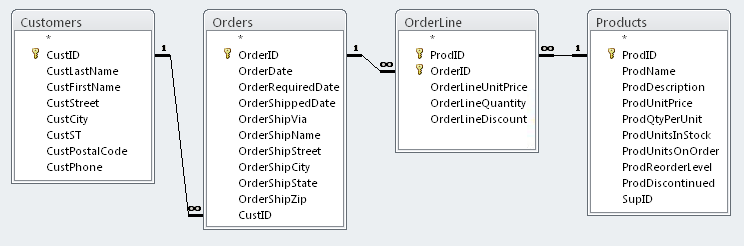 Customers
*
CustID
CustLastName
CustFirstName
CustStreet
CustCity
CustST
CustPostalCode
CustPhone
1
∞
Orders
*
OrderID
OrderDate
OrderRequiredDate
OrderShippedDate
OrderShipVia
OrderShipName
OrderShipStreet
OrderShipCity
OrderShipState
OrderShipZip
CustID
1
∞
OrderLine
*
ProdID
OrderID
OrderLineUnitPrice
OrderLineQuantity
OrderLineDiscount
∞
1
Products
*
ProdID
ProdName
ProdDescription
ProdUnitPrice
ProdQtyPerUnit
ProdUnitsInStock
ProdUnitsOnOrder
ProdReorderLevel
ProdDiscontinued
SupID